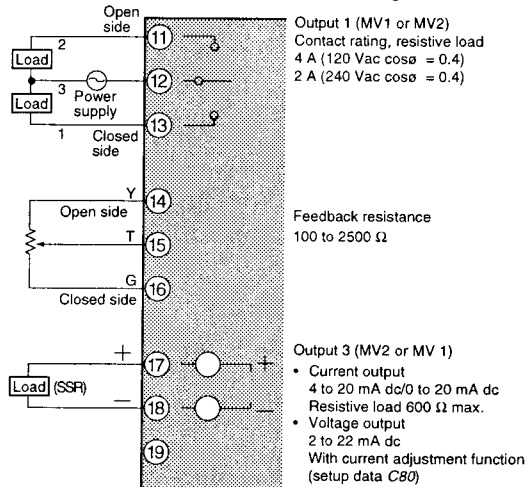 Open
side
11
Output 1 (MV1 or MV2)
2
Contact rating, resistive load
Load
4 A (120 Vac cosø = 0.4)
3
12
2 A (240 Vac cosø = 0.4)
Power
supply
Load
1
Closed
side
13
Y
14
Open side
T
15
Feedback resistance
100 to 2500 Ω
G
16
Closed side
+
17
+
Output 3 (MV2 or MV 1)
• Current output
4 to 20 mA dc/0 to 20 mA dc
Load (SSR)
−
18
−
Resistive load 600 Ω max.
• Voltage output
2 to 22 mA dc
19
With current adjustment function
(setup data C80)